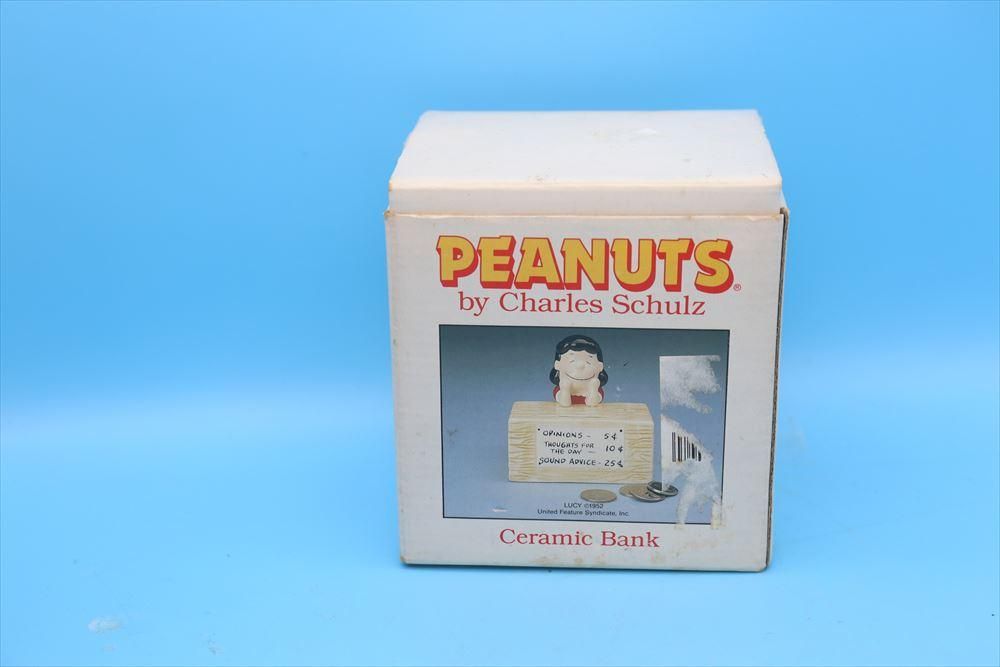 PEANUTS®
by Charles Schulz
OPINIONS - 5¢
THOUGHTS FOR
THE DAY - 10¢
SOUND ADVICE - 25¢
LUCY ©1952
United Feature Syndicate, Inc.
Ceramic Bank